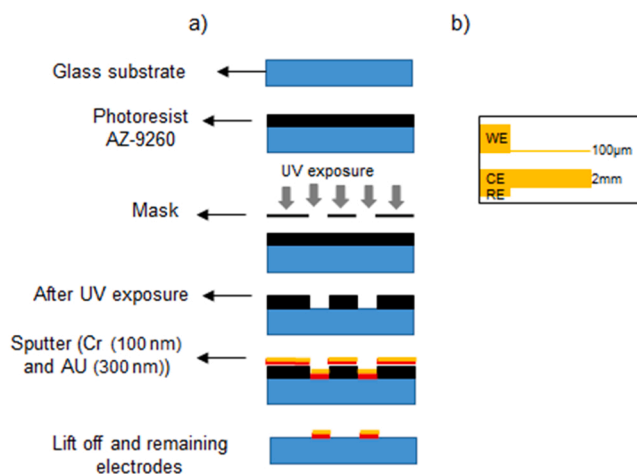 a)
b)
Glass substrate
Photoresist
AZ-9260
UV exposure
Mask
After UV exposure
Sputter (Cr (100 nm)
and AU (300 nm))
Lift off and remaining
electrodes
WE
100µm
CE
2mm
RE